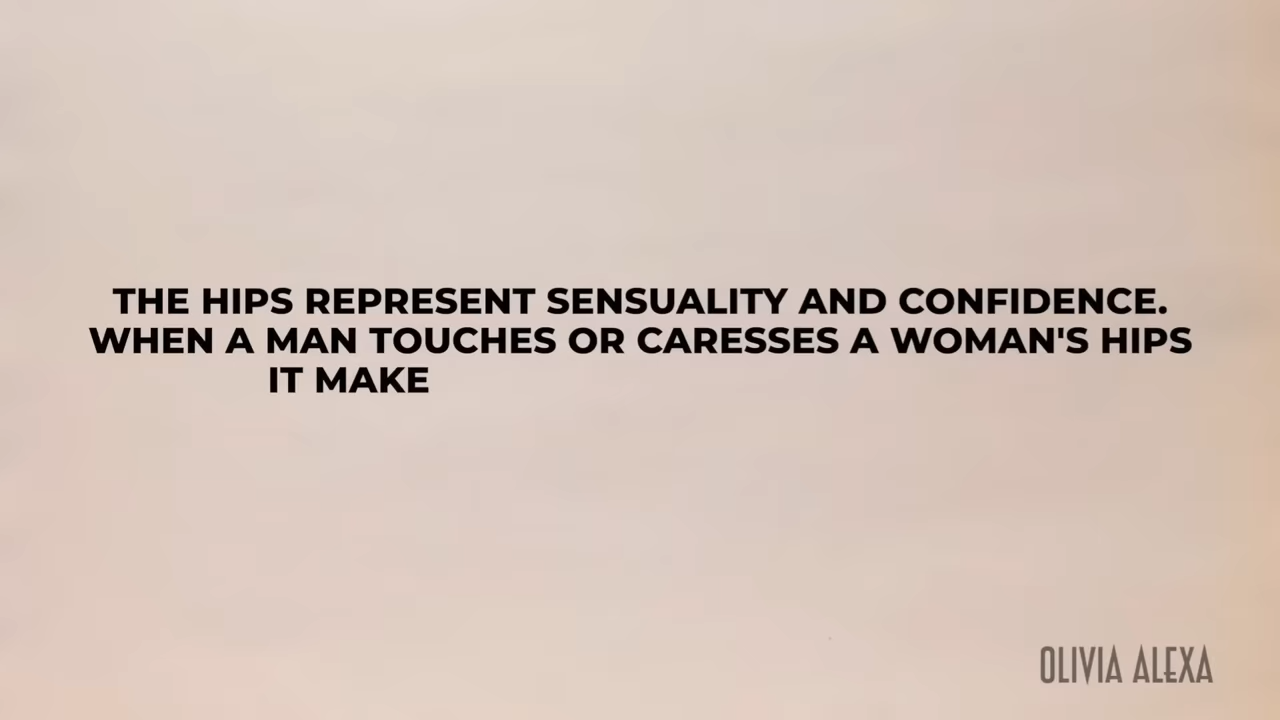 THE HIPS REPRESENT SENSUALITY AND CONFIDENCE.
WHEN A MAN TOUCHES OR CARESSES A WOMAN'S HIPS
IT MAKE
OLIVIA ALEXA